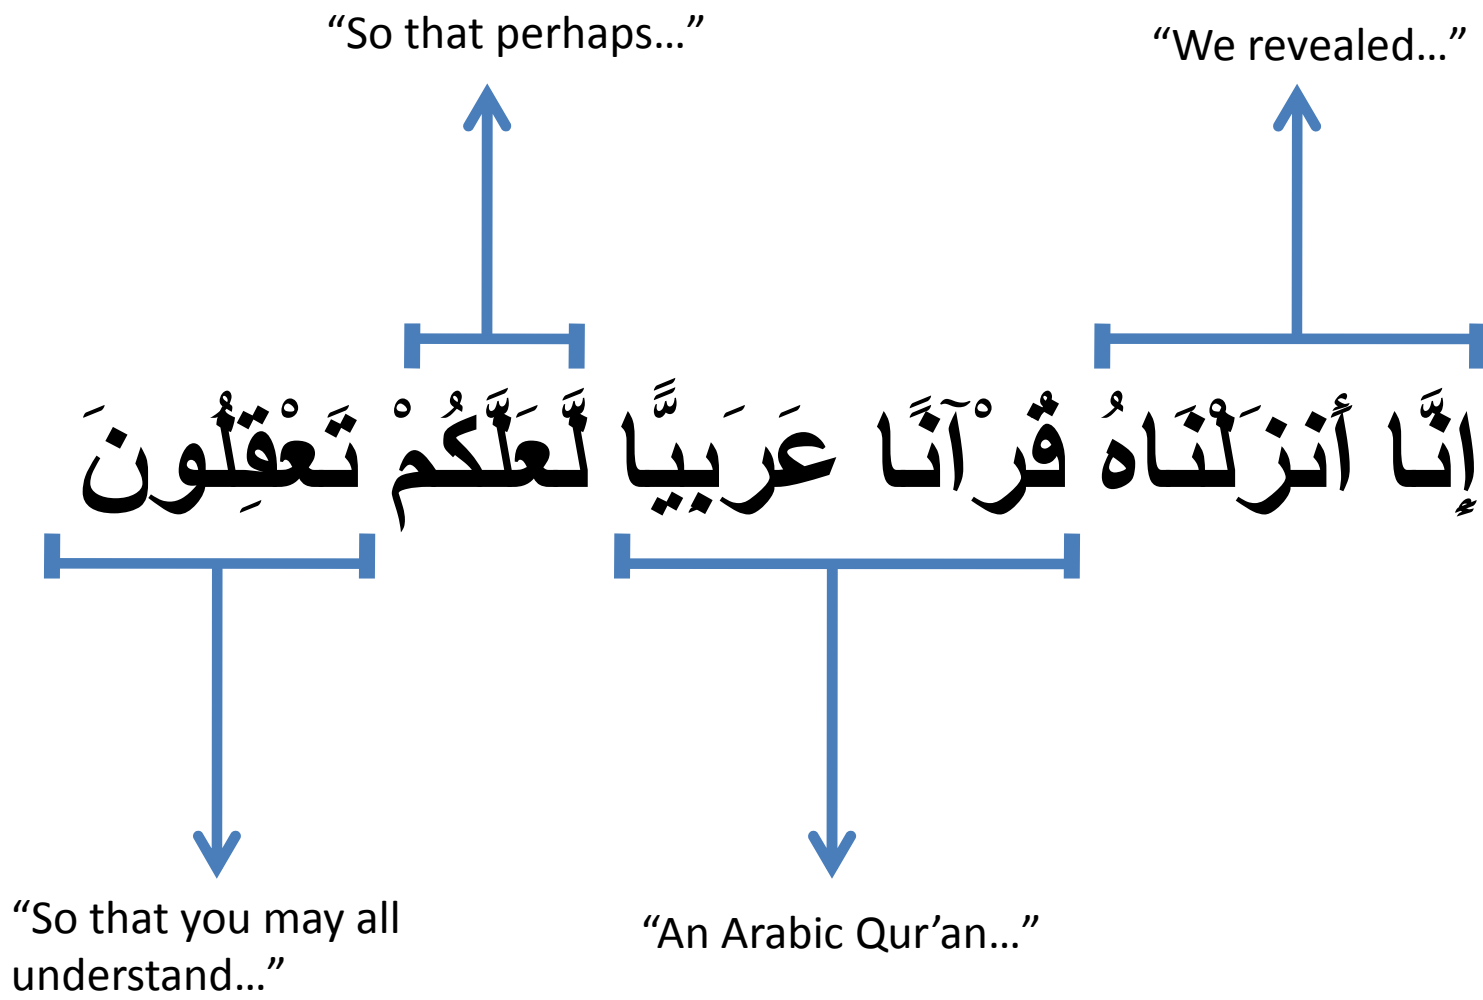 “So that perhaps…”
“We revealed…”
إِنَّا أَنزَلْنَاهُ قُرْآنًا عَرَبِيًّا لَّعَلَّكُمْ تَعْقِلُونَ
“So that you may all
understand…”
“An Arabic Qur’an…”